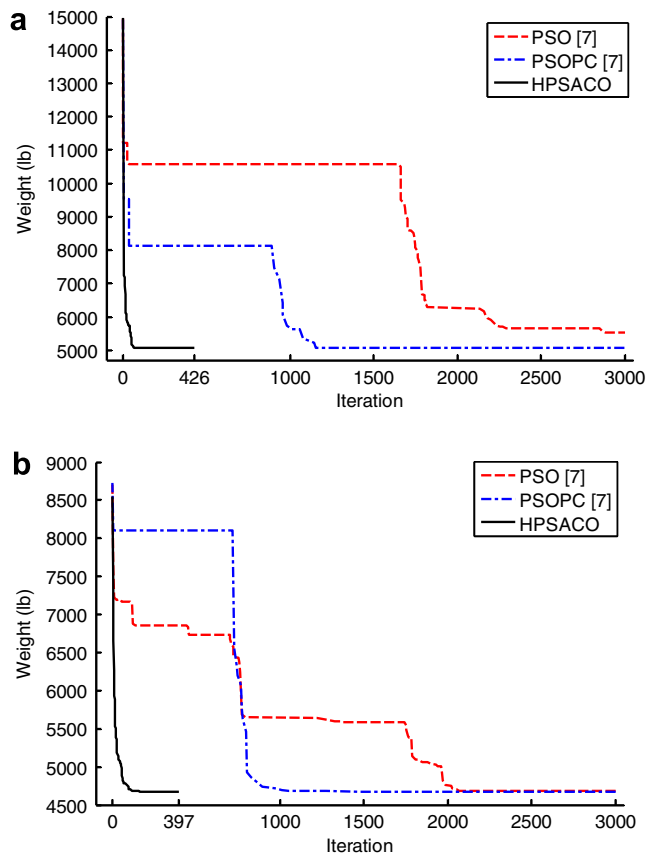 a
15000
14000
13000
12000
11000
10000
9000
8000
7000
6000
5000
Weight (lb)
PSO [7]
PSOPC [7]
HPSACO
0
426
1000
1500
2000
2500
3000
Iteration
b
9000
8500
8000
7500
7000
6500
6000
5500
5000
4500
Weight (lb)
PSO [7]
PSOPC [7]
HPSACO
0
397
1000
1500
2000
2500
3000
Iteration